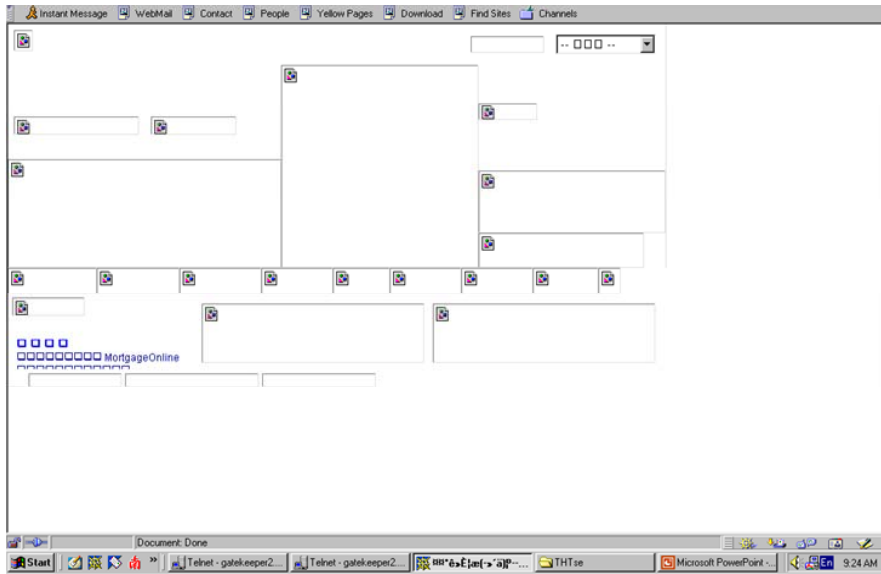 Instant Message WebMail Contact People Yellow Pages Download Find Sites Channels
-- □□□ --
□ □ □ □
□□□□□□□□□ MortgageOnline
Document: Done
Start » Telnet - gatekeeper2... Telnet - gatekeeper2... THTse Microsoft PowerPoint -... En 9:24 AM